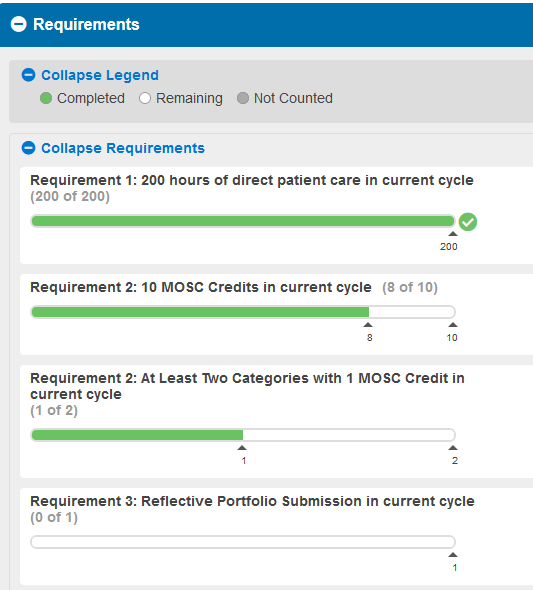 Requirements
Collapse Legend
Completed Remaining Not Counted
Collapse Requirements
Requirement 1: 200 hours of direct patient care in current cycle
(200 of 200)
200
Requirement 2: 10 MOSC Credits in current cycle (8 of 10)
8 10
Requirement 2: At Least Two Categories with 1 MOSC Credit in
current cycle
(1 of 2)
1 2
Requirement 3: Reflective Portfolio Submission in current cycle
(0 of 1)
1